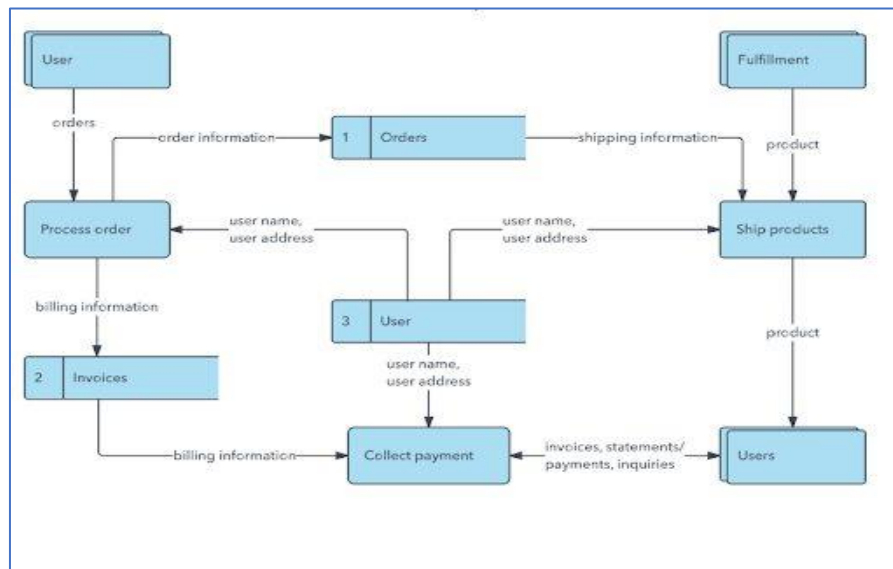 User
Fulfillment
orders
order information
1 Orders
shipping information
product
Process order
user name,
user address
user name,
user address
Ship products
billing information
3 User
product
2 Invoices
user name,
user address
billing information
Collect payment
invoices, statements/
payments, inquiries
Users